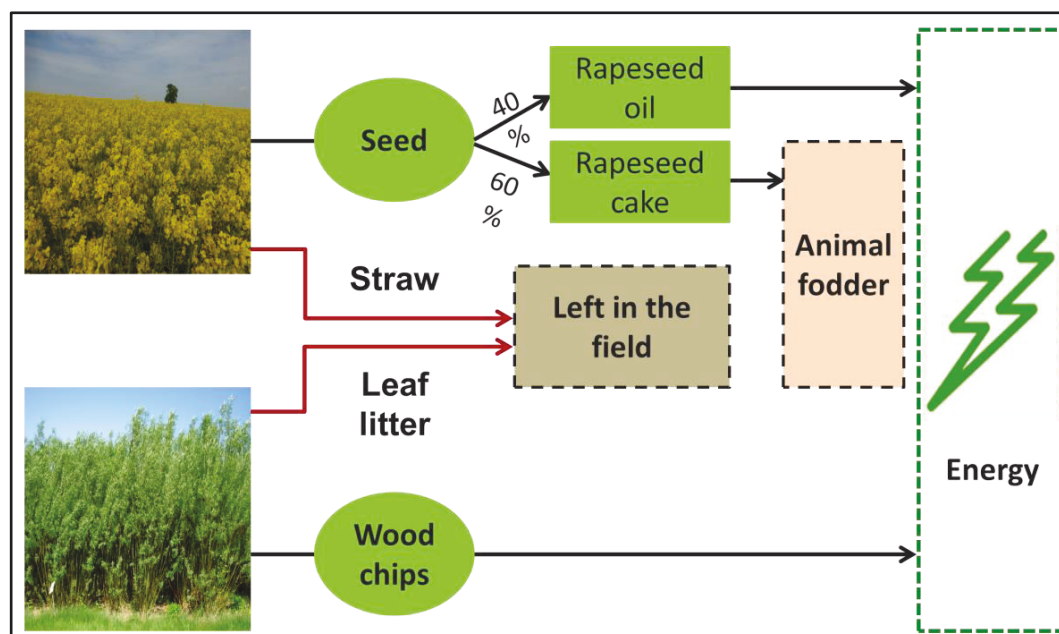 Seed
40
%
60
%
Rapeseed
oil
Rapeseed
cake
Animal
fodder
Straw
Left in the
field
Leaf
litter
Energy
Wood
chips